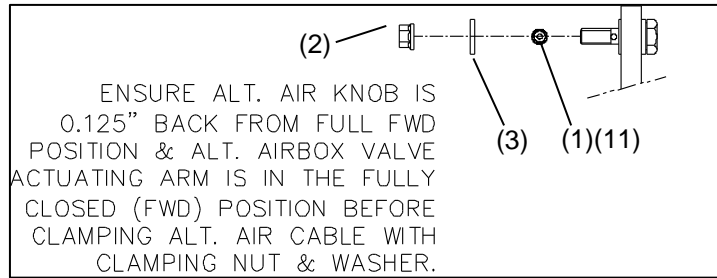 (2)
(3) (1)(11)
ENSURE ALT. AIR KNOB IS
0.125” BACK FROM FULL FWD
POSITION & ALT. AIRBOX VALVE
ACTUATING ARM IS IN THE FULLY
CLOSED (FWD) POSITION BEFORE
CLAMPING ALT. AIR CABLE WITH
CLAMPING NUT & WASHER.